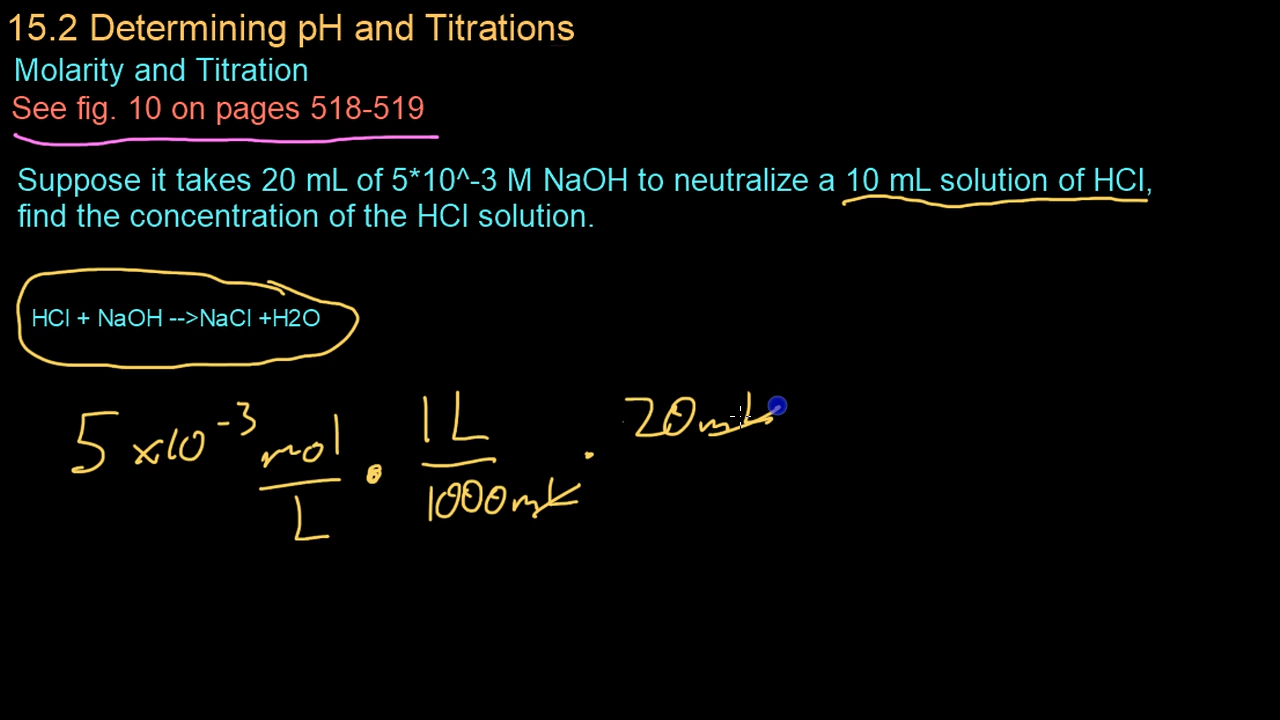 15.2 Determining pH and Titrations
Molarity and Titration
See fig. 10 on pages 518-519
Suppose it takes 20 mL of 5*10^-3 M NaOH to neutralize a 10 mL solution of HCl,
find the concentration of the HCl solution.
HCl + NaOH -->NaCl +H2O
5 x10⁻³ mol/L · 1L/1000mL · 20mL